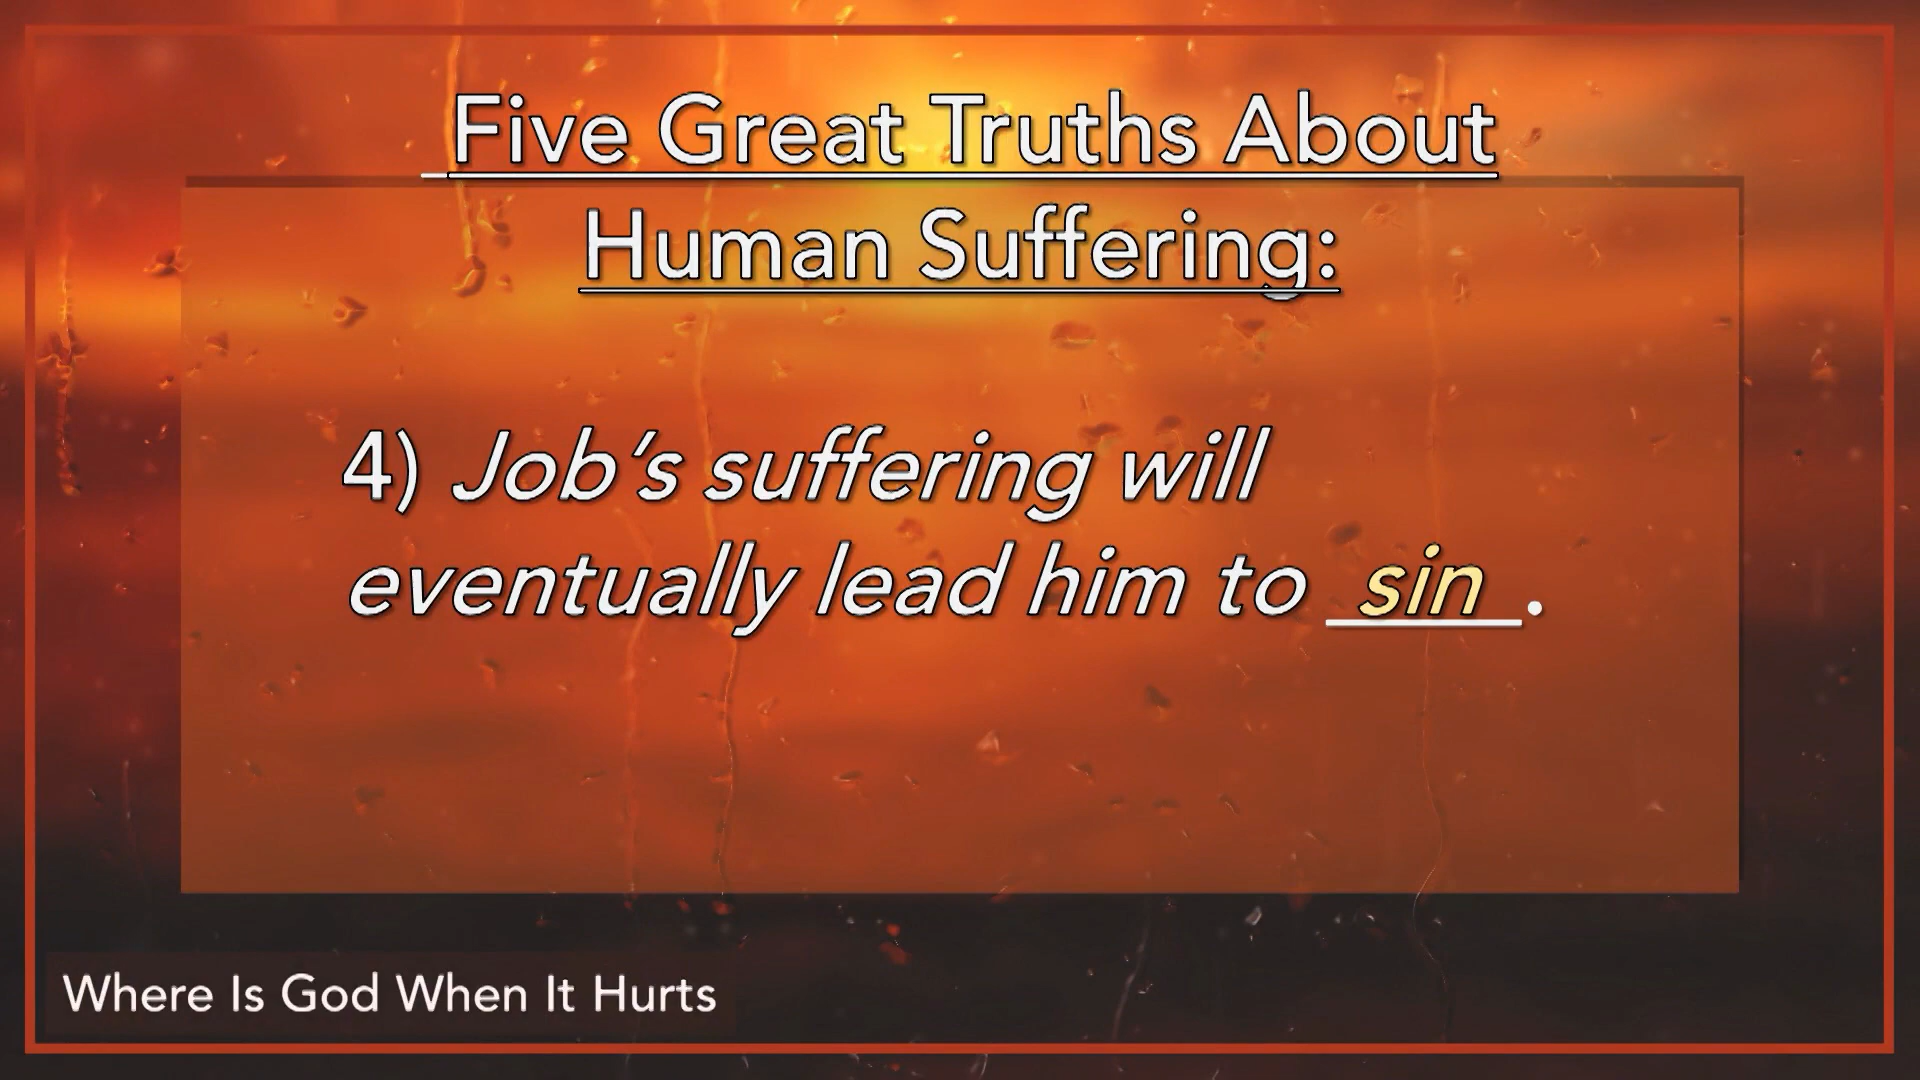 Five Great Truths About
Human Suffering:
4) Job's suffering will
eventually lead him to sin.
Where Is God When It Hurts